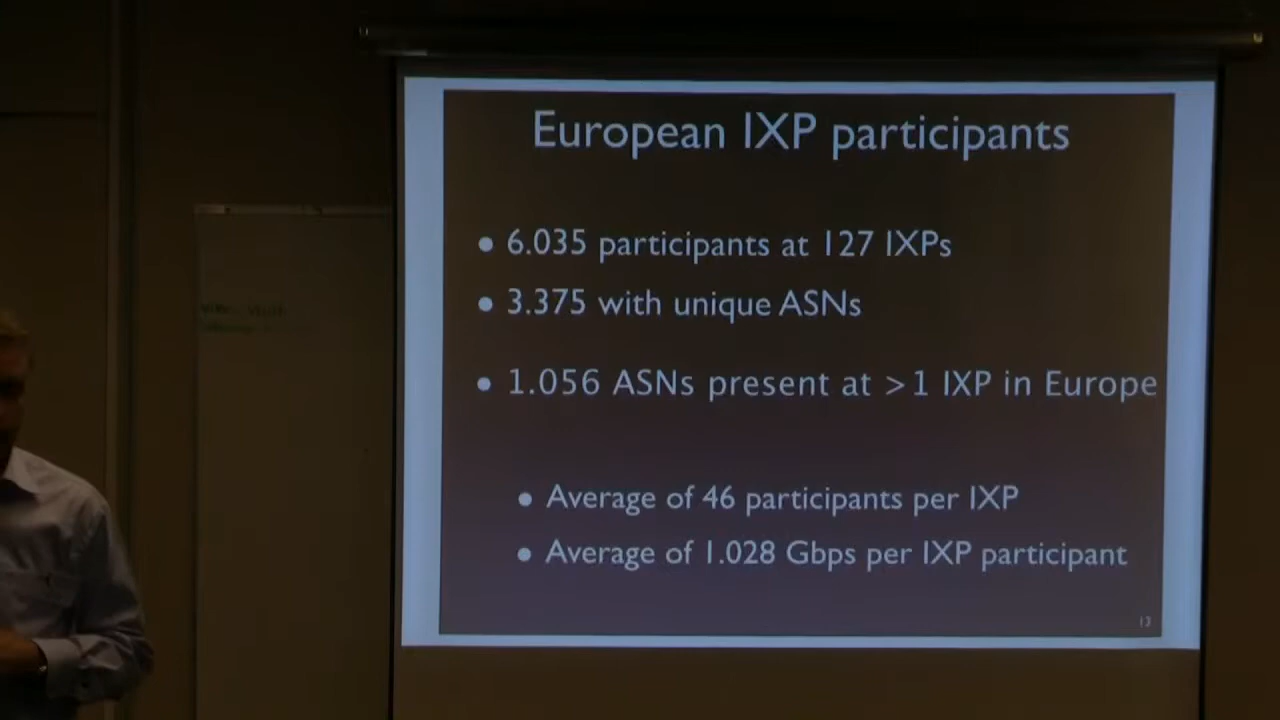 European IXP participants
• 6.035 participants at 127 IXPs
• 3.375 with unique ASNs
• 1.056 ASNs present at >1 IXP in Europe
• Average of 46 participants per IXP
• Average of 1.028 Gbps per IXP participant
13